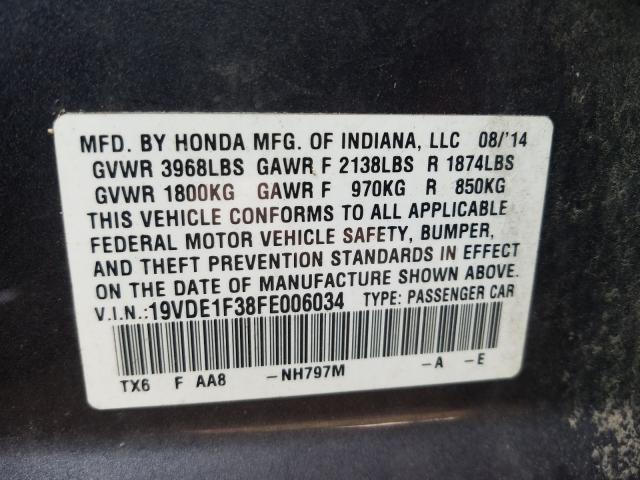 MFD. BY HONDA MFG. OF INDIANA, LLC 08/'14
GVWR 3968LBS GAWR F 2138LBS R 1874LBS
GVWR 1800KG GAWR F 970KG R 850KG
THIS VEHICLE CONFORMS TO ALL APPLICABLE
FEDERAL MOTOR VEHICLE SAFETY, BUMPER,
AND THEFT PREVENTION STANDARDS IN EFFECT
ON THE DATE OF MANUFACTURE SHOWN ABOVE.
V.I.N.:19VDE1F38FE006034 TYPE: PASSENGER CAR
TX6 F AA8 -NH797M -A -E